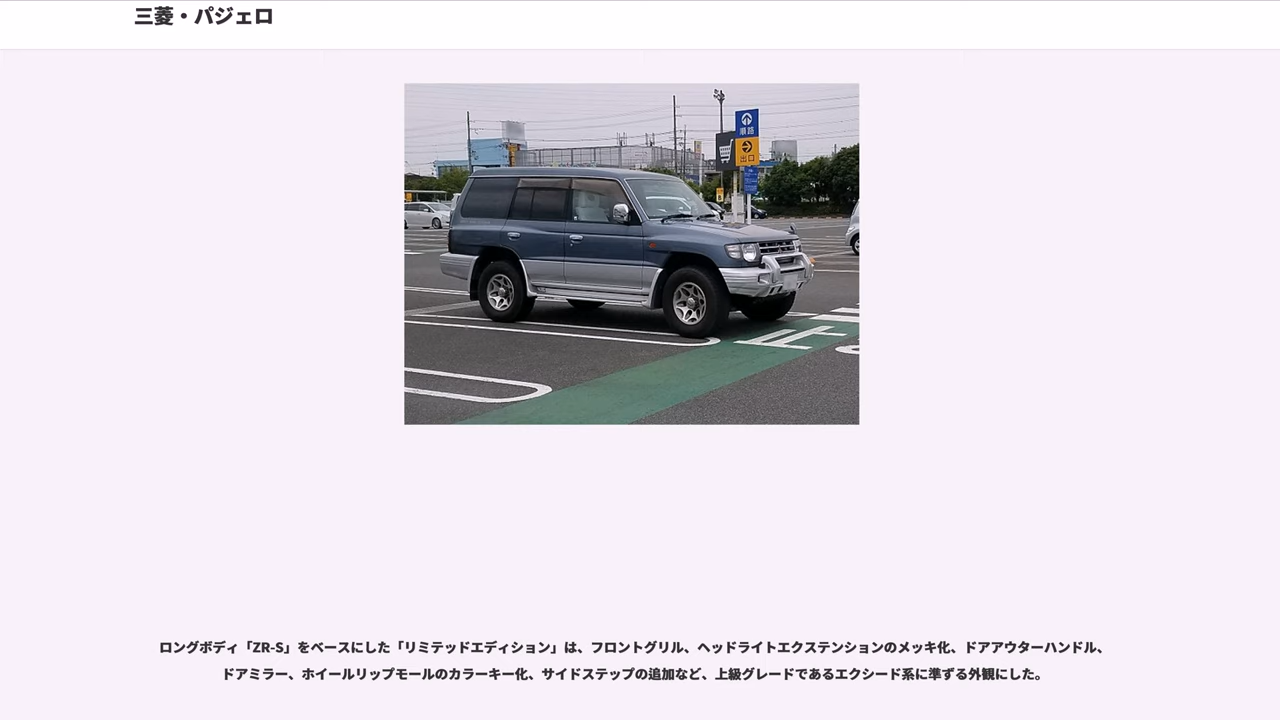 三菱・パジェロ
順路
出口
ロングボディ「ZR-S」をベースにした「リミテッドエディション」は、フロントグリル、ヘッドライトエクステンションのメッキ化、ドアアウターハンドル、
ドアミラー、ホイールリップモールのカラーキー化、サイドステップの追加など、上級グレードであるエクシード系に準ずる外観にした。